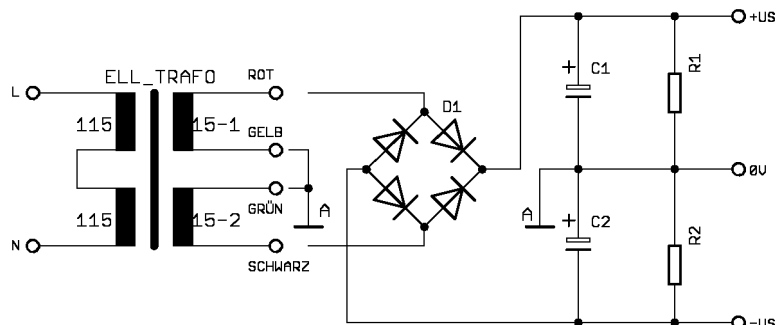 +US
ELL_TRAFO
ROT
L
115
15-1
D1
+
C1
R1
GELB
0V
GRÜN
A
A
115
15-2
+
C2
R2
N
SCHWARZ
-US